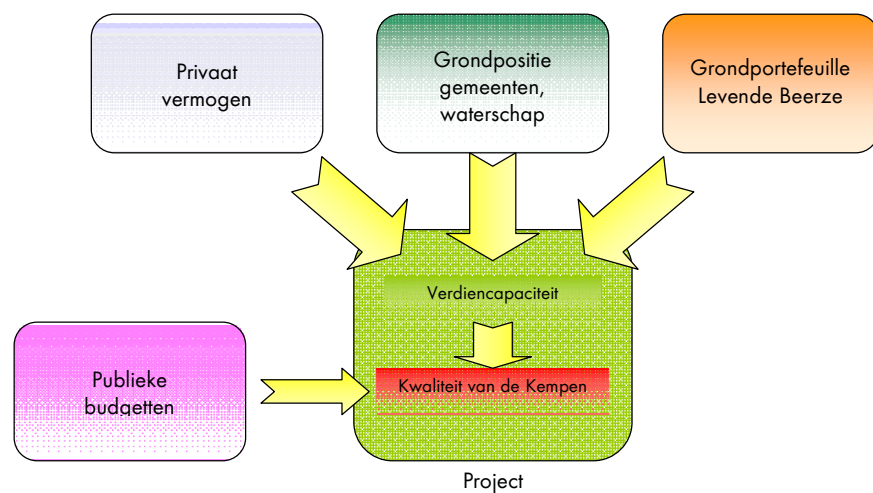 Privaat
vermogen
Grondpositie
gemeenten,
waterschap
Grondportefeuille
Levende Beerze
Verdiencapaciteit
Kwaliteit van de Kempen
Publieke
budgetten
Project